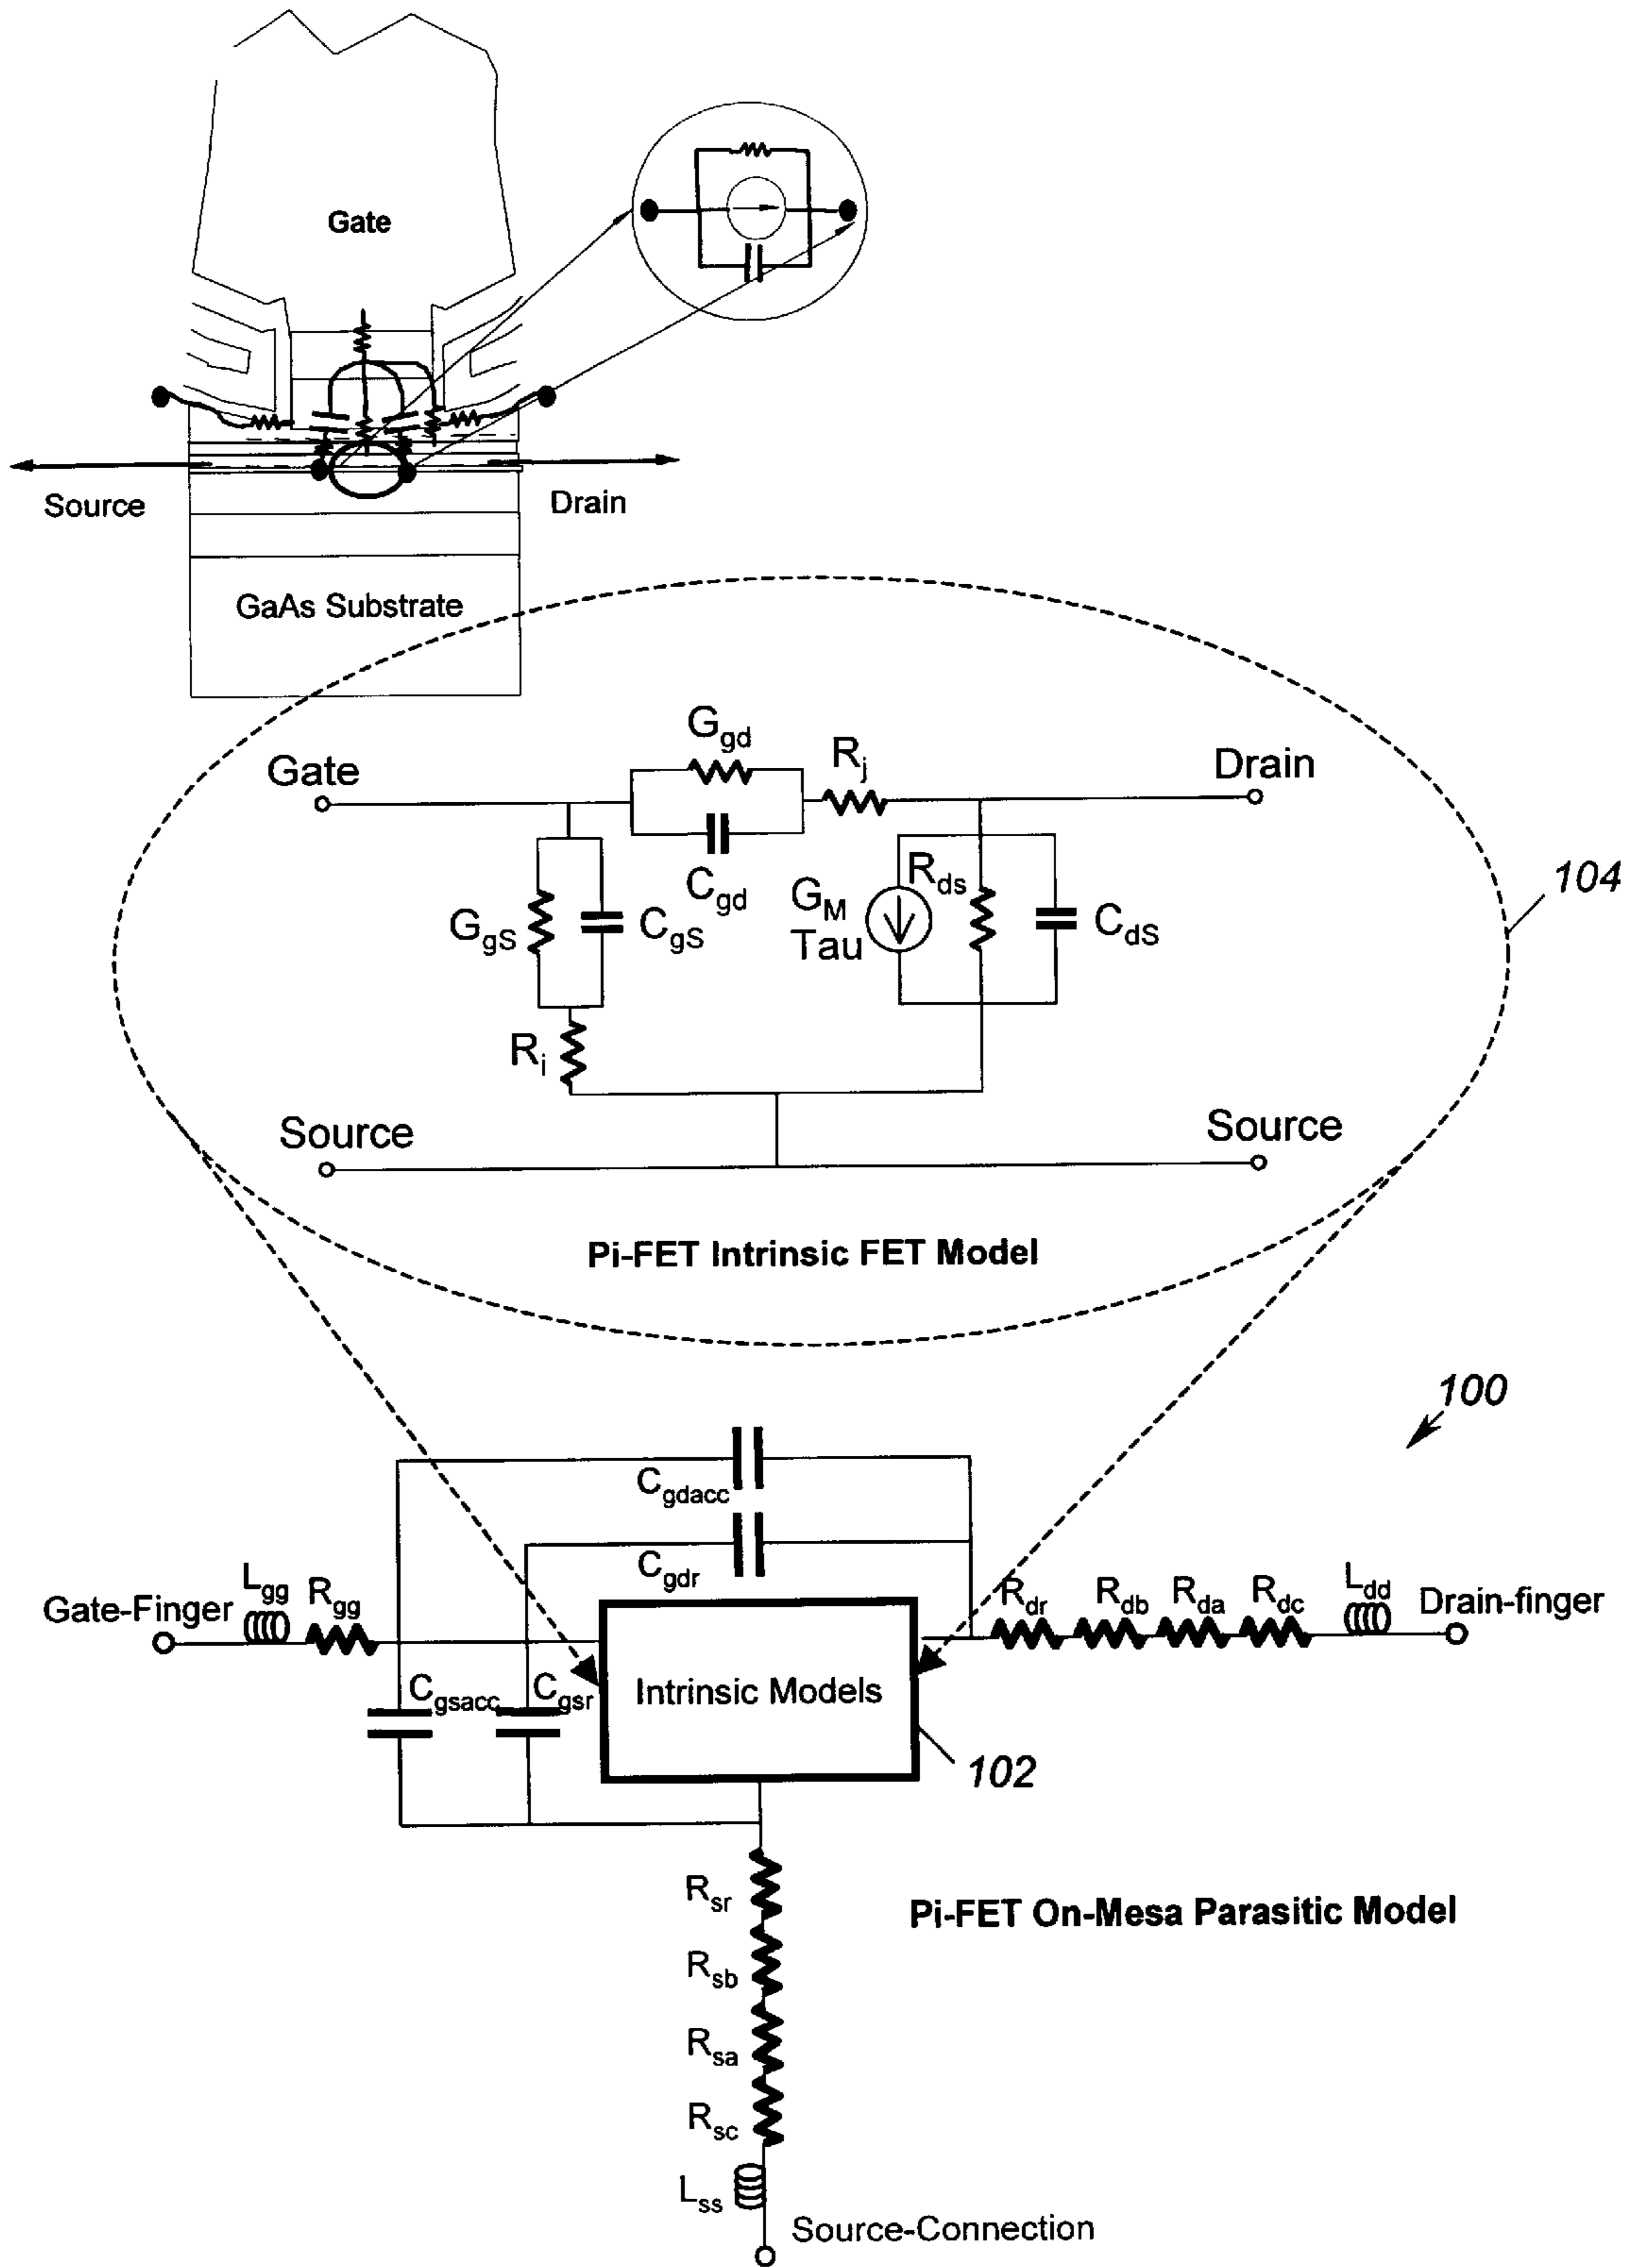 Gate
Source
Drain
GaAs Substrate
Ggd
Rj
Gate
Drain
Cgd
Rds
GM
Tau
GgS
CgS
CdS
104
Ri
Source
Source
Pi-FET Intrinsic FET Model
100
Cgdacc
Cgdr
Lgg
Rgg
Gate-Finger
Rdr
Rdb
Rda
Rdc
Ldd
Drain-finger
Cgsacc
Cgsr
Intrinsic Models
102
Rsr
Pi-FET On-Mesa Parasitic Model
Rsb
Rsa
Rsc
Lss
Source-Connection